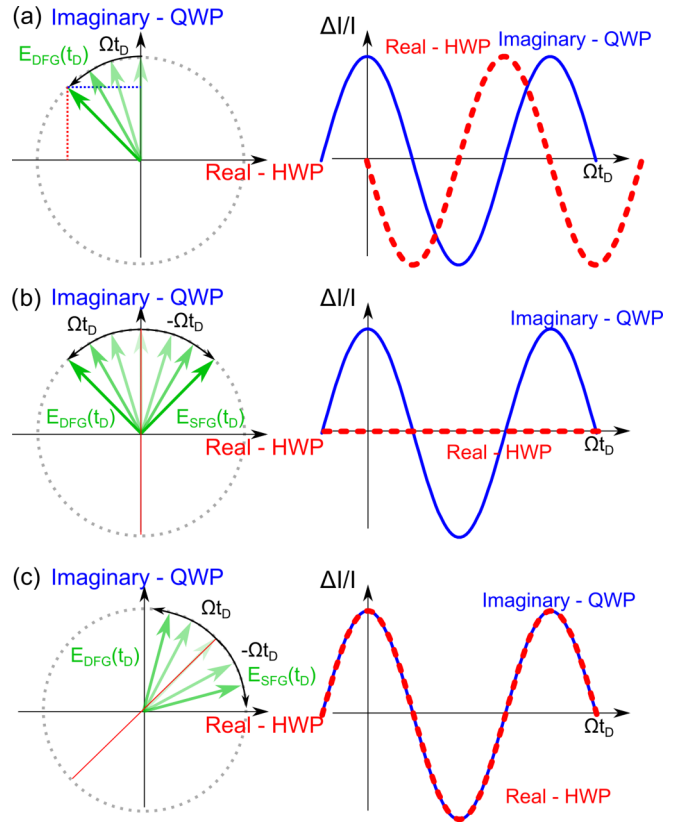 (a)
Imaginary - QWP
E_DFG(t_D)
Ωt_D
Real - HWP
ΔI/I
Real - HWP
Imaginary - QWP
Ωt_D
(b)
Imaginary - QWP
Ωt_D
-Ωt_D
E_DFG(t_D)
E_SFG(t_D)
Real - HWP
ΔI/I
Imaginary - QWP
Real - HWP
Ωt_D
(c)
Imaginary - QWP
Ωt_D
-Ωt_D
E_DFG(t_D)
E_SFG(t_D)
Real - HWP
ΔI/I
Imaginary - QWP
Ωt_D
Real - HWP